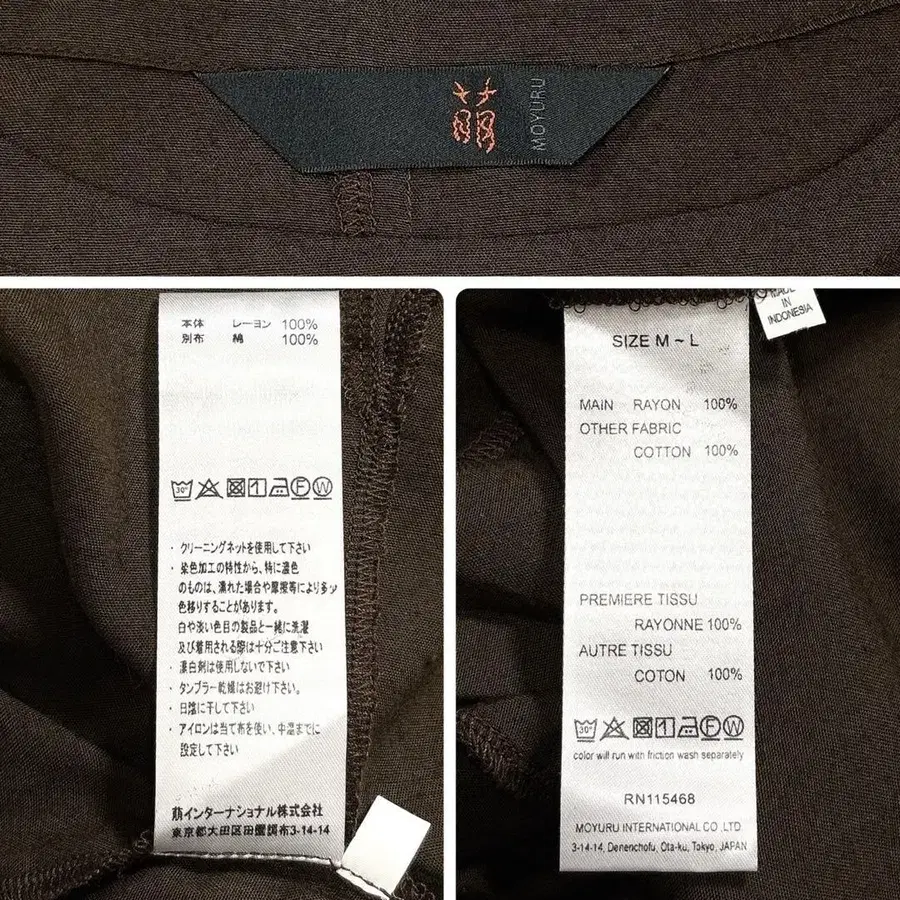 萠
MOYURU
本体 レーヨン 100%
別布 綿 100%
30°
・クリーニングネットを使用して下さい
・染色加工の特性から、特に濃色
のものは、濡れた場合や摩擦等により多少
色移りすることがあります。
白や淡い色目の製品と一緒に洗濯
及び着用される際は十分ご注意下さい
・漂白剤は使用しないで下さい
・タンブラー乾燥はお避け下さい。
・日陰に干して下さい
・アイロンは当て布を使い、中温までに
設定して下さい
萠インターナショナル株式会社
東京都大田区田園調布3-14-14
MADE
IN
INDONESIA
SIZE M ~ L
MAIN RAYON 100%
OTHER FABRIC
COTTON 100%
PREMIERE TISSU
RAYONNE 100%
AUTRE TISSU
COTON 100%
30°
color will run with friction wash separately
RN115468
MOYURU INTERNATIONAL CO.,LTD.
3-14-14, Denenchofu, Ota-ku, Tokyo, JAPAN